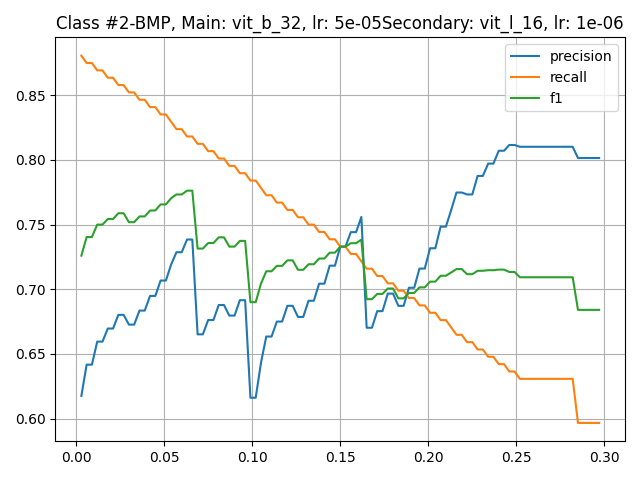 Class #2-BMP, Main: vit_b_32, lr: 5e-05Secondary: vit_l_16, lr: 1e-06
precision
recall
f1
0.85
0.80
0.75
0.70
0.65
0.60
0.00 0.05 0.10 0.15 0.20 0.25 0.30